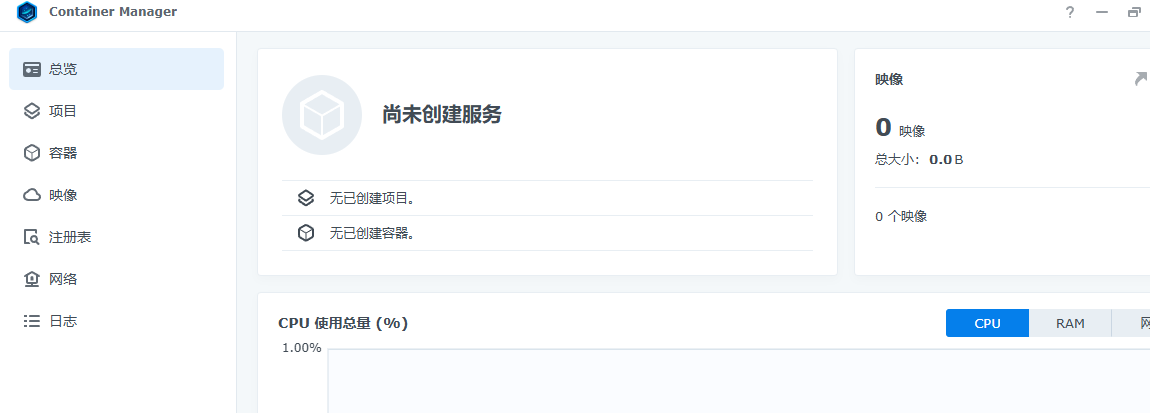 Container Manager
?
总览
项目
容器
映像
注册表
网络
日志
尚未创建服务
无已创建项目。
无已创建容器。
映像
0 映像
总大小： 0.0 B
0 个映像
CPU 使用总量 (%)
CPU RAM 网
1.00%